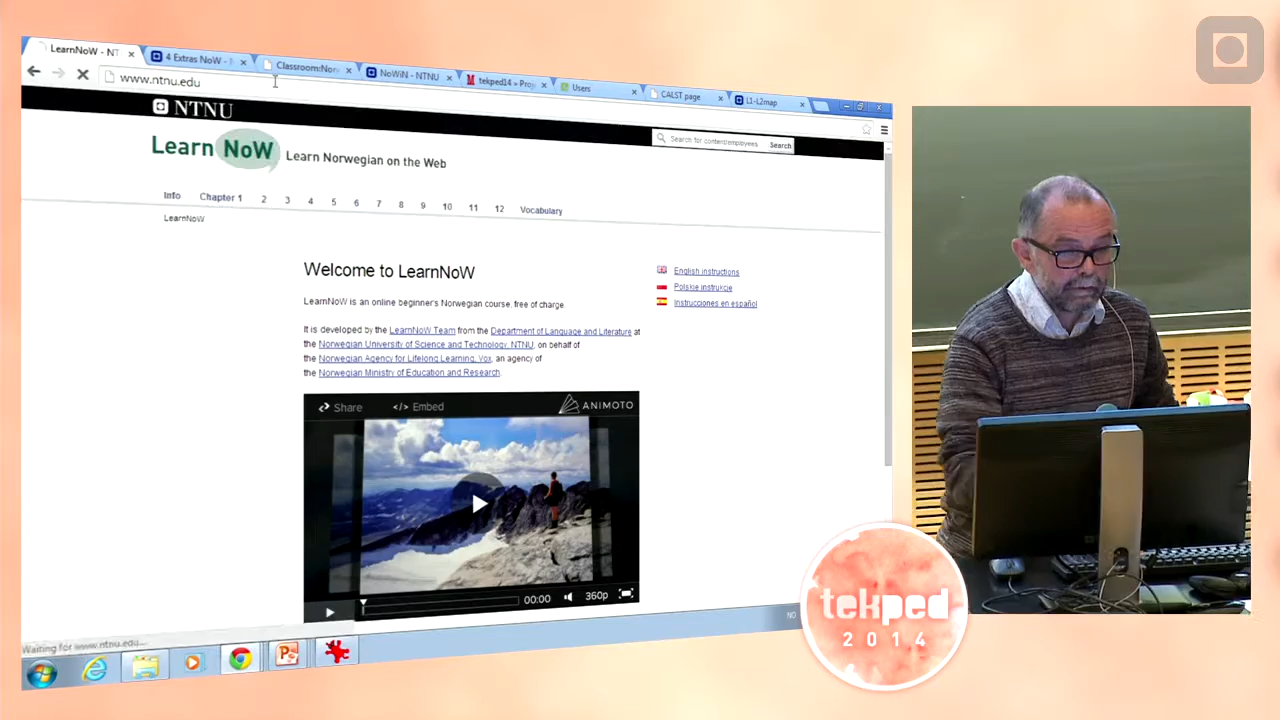 LearnNoW - NT
4 Extras NoW -
Classroom:Nor
NoWiN - NTNU
tekped14 » Proj
Users
CALST page
L1-L2map
www.ntnu.edu
NTNU
Search for content/employees
Search
Learn NoW
Learn Norwegian on the Web
Info
Chapter 1
2
3
4
5
6
7
8
9
10
11
12
Vocabulary
LearnNoW
Welcome to LearnNoW
LearnNoW is an online beginner's Norwegian course, free of charge.
It is developed by the LearnNoW Team from the Department of Language and Literature at
the Norwegian University of Science and Technology, NTNU, on behalf of
the Norwegian Agency for Lifelong Learning, Vox, an agency of
the Norwegian Ministry of Education and Research.
English instructions
Polskie instrukcje
Instrucciones en español
Share
</> Embed
ANIMOTO
00:00
360p
Waiting for www.ntnu.edu...
NO
tekped
2014